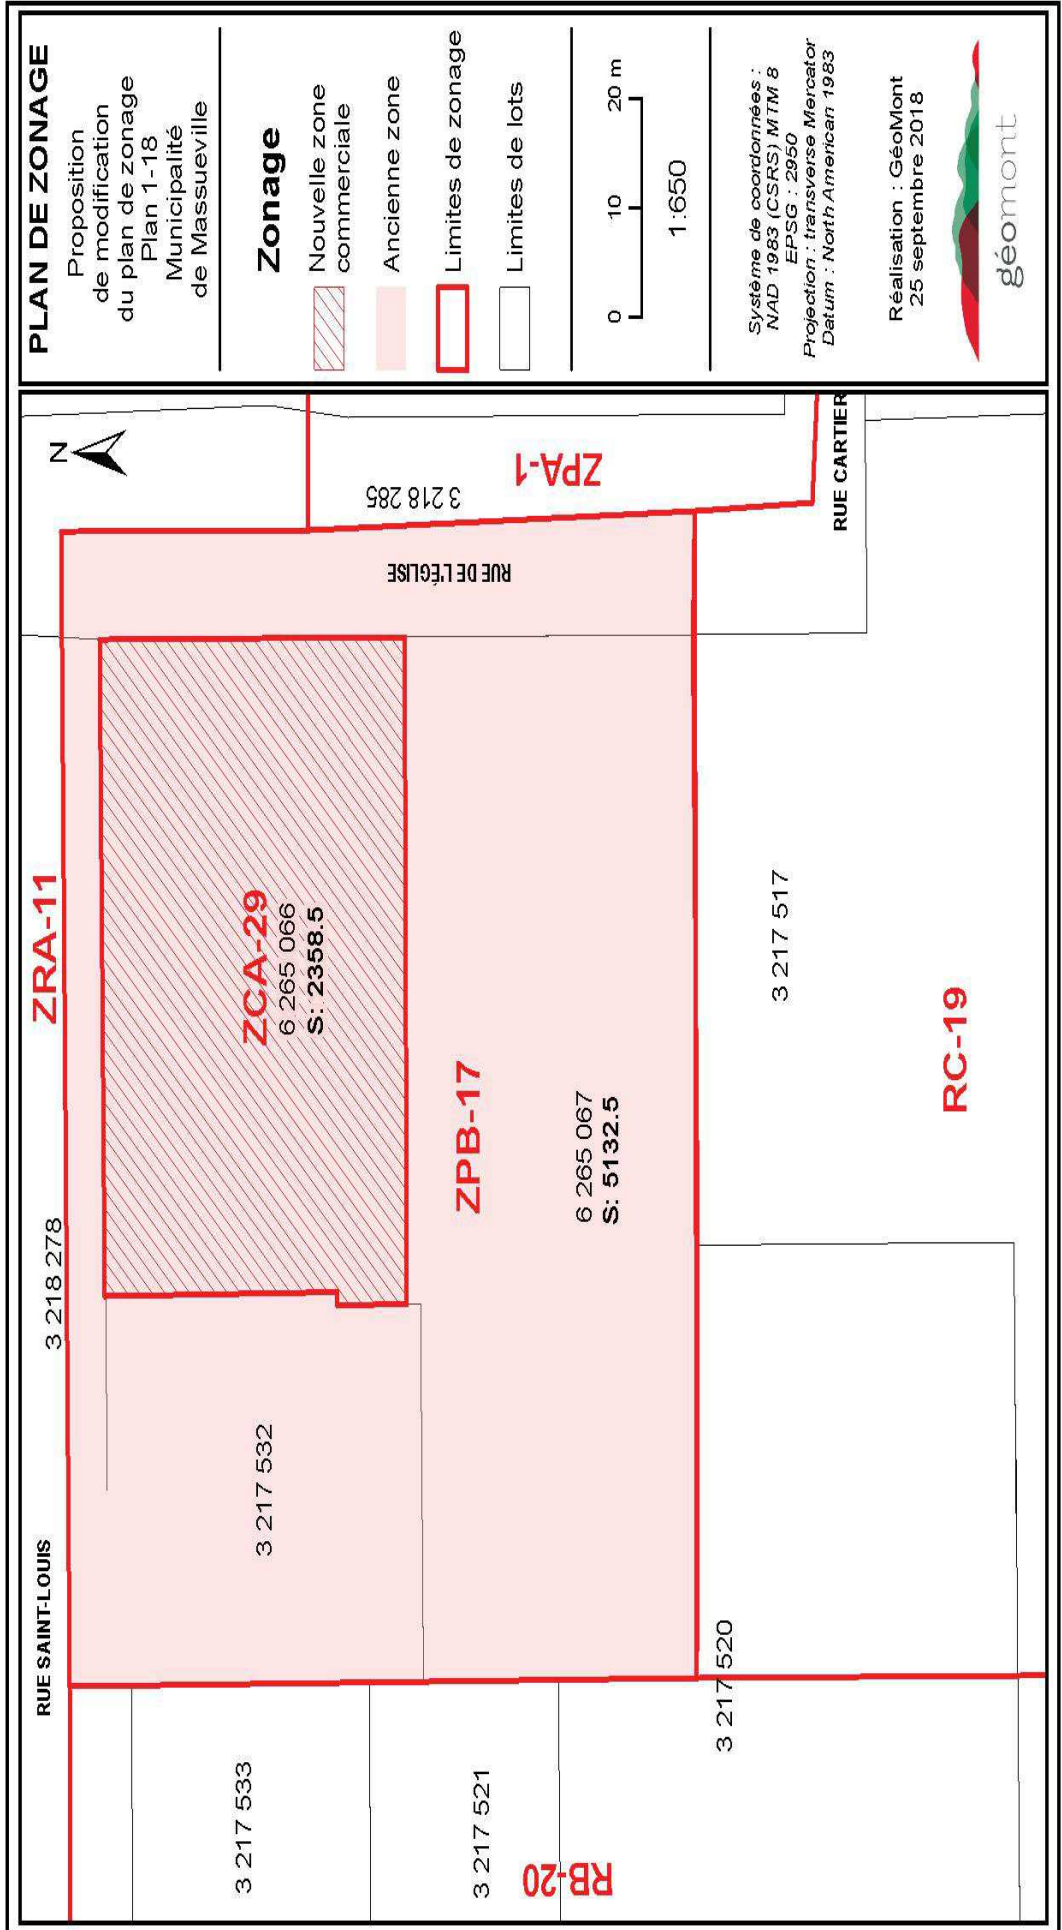 PLAN DE ZONAGE
Proposition
de modification
du plan de zonage
Plan 1-18
Municipalité
de Massueville
Zonage
Nouvelle zone
commerciale
Ancienne zone
Limites de zonage
Limites de lots
0 10 20 m
1:650
Système de coordonnées :
NAD 1983 (CSRS) MTM 8
EPSG : 2950
Projection : transverse Mercator
Datum : North American 1983
Réalisation : GéoMont
25 septembre 2018
géomont
RUE SAINT-LOUIS
3 218 278
ZRA-11
N
3 217 533
3 217 532
ZCA-29
6 265 066
S: 2358.5
3 218 285
RUE DE L'ÉGLISE
ZPA-1
3 217 521
ZPB-17
RB-20
6 265 067
S: 5132.5
3 217 520
3 217 517
RUE CARTIER
RC-19